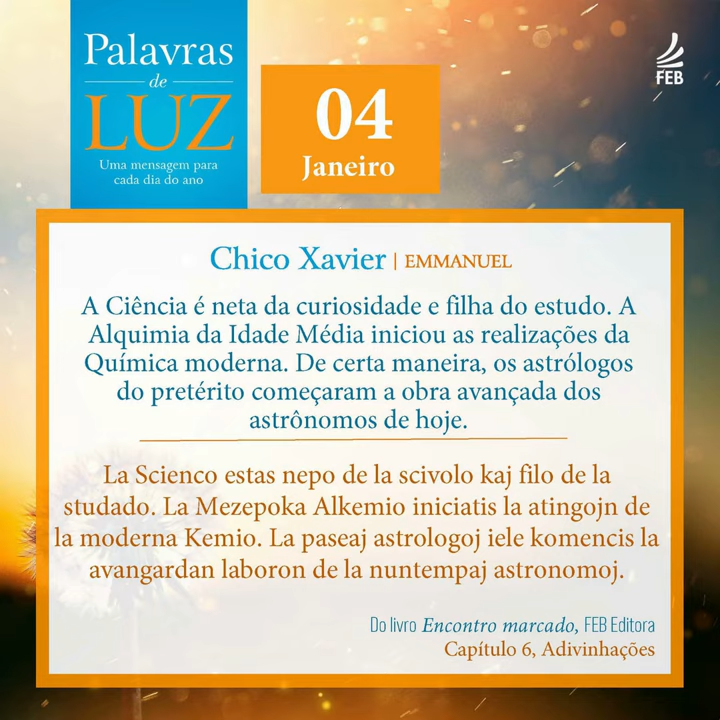 Palavras
de
LUZ
Uma mensagem para
cada dia do ano
04
Janeiro
FEB
Chico Xavier | EMMANUEL
A Ciência é neta da curiosidade e filha do estudo. A
Alquimia da Idade Média iniciou as realizações da
Química moderna. De certa maneira, os astrólogos
do pretérito começaram a obra avançada dos
astrônomos de hoje.
La Scienco estas nepo de la scivolo kaj filo de la
studado. La Mezepoka Alkemio iniciatis la atingojn de
la moderna Kemio. La paseaj astrologoj iele komencis la
avangardan laboron de la nuntempaj astronomoj.
Do livro Encontro marcado, FEB Editora
Capítulo 6, Adivinhações